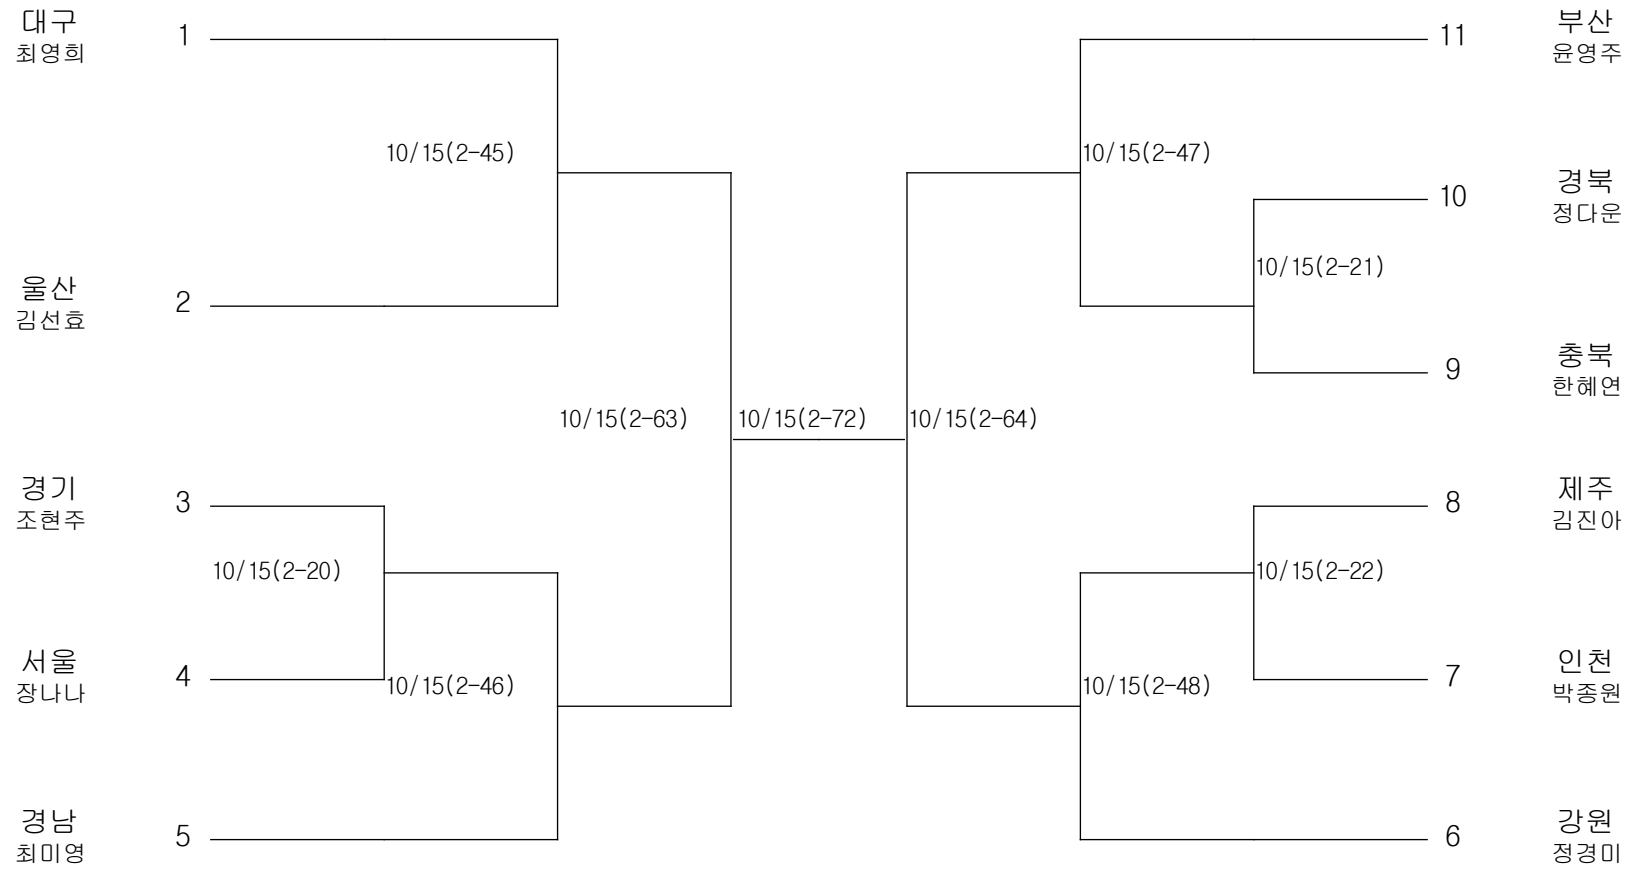 대구
최영희
1
10/15(2-45)
울산
김선효
2
10/15(2-63)
경기
조현주
3
10/15(2-20)
서울
장나나
4
10/15(2-46)
경남
최미영
5
10/15(2-72)
부산
윤영주
11
10/15(2-47)
경북
정다운
10
10/15(2-21)
충북
한혜연
9
10/15(2-64)
제주
김진아
8
10/15(2-22)
인천
박종원
7
10/15(2-48)
강원
정경미
6